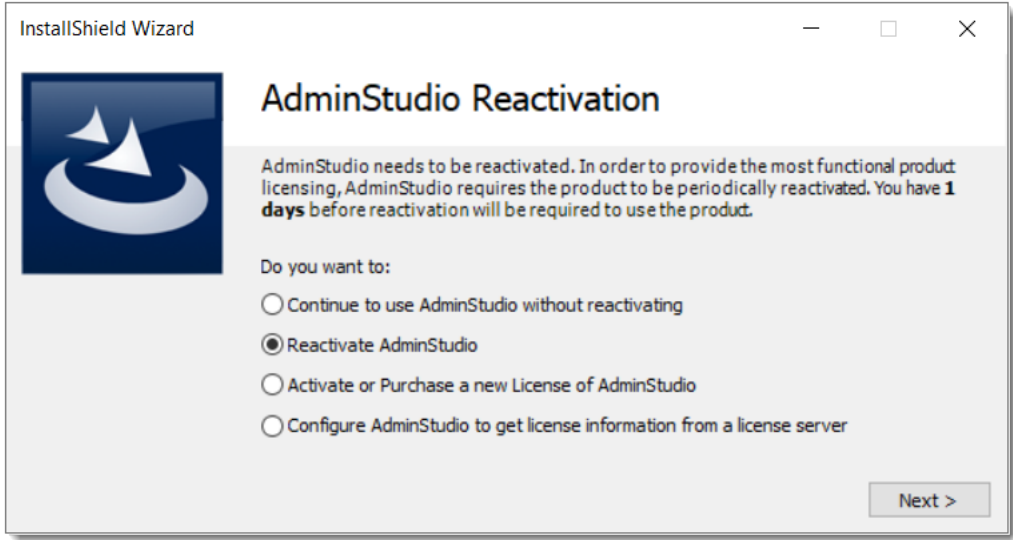 InstallShield Wizard
AdminStudio Reactivation
AdminStudio needs to be reactivated. In order to provide the most functional product
licensing, AdminStudio requires the product to be periodically reactivated. You have 1
days before reactivation will be required to use the product.
Do you want to:
Continue to use AdminStudio without reactivating
Reactivate AdminStudio
Activate or Purchase a new License of AdminStudio
Configure AdminStudio to get license information from a license server
Next >